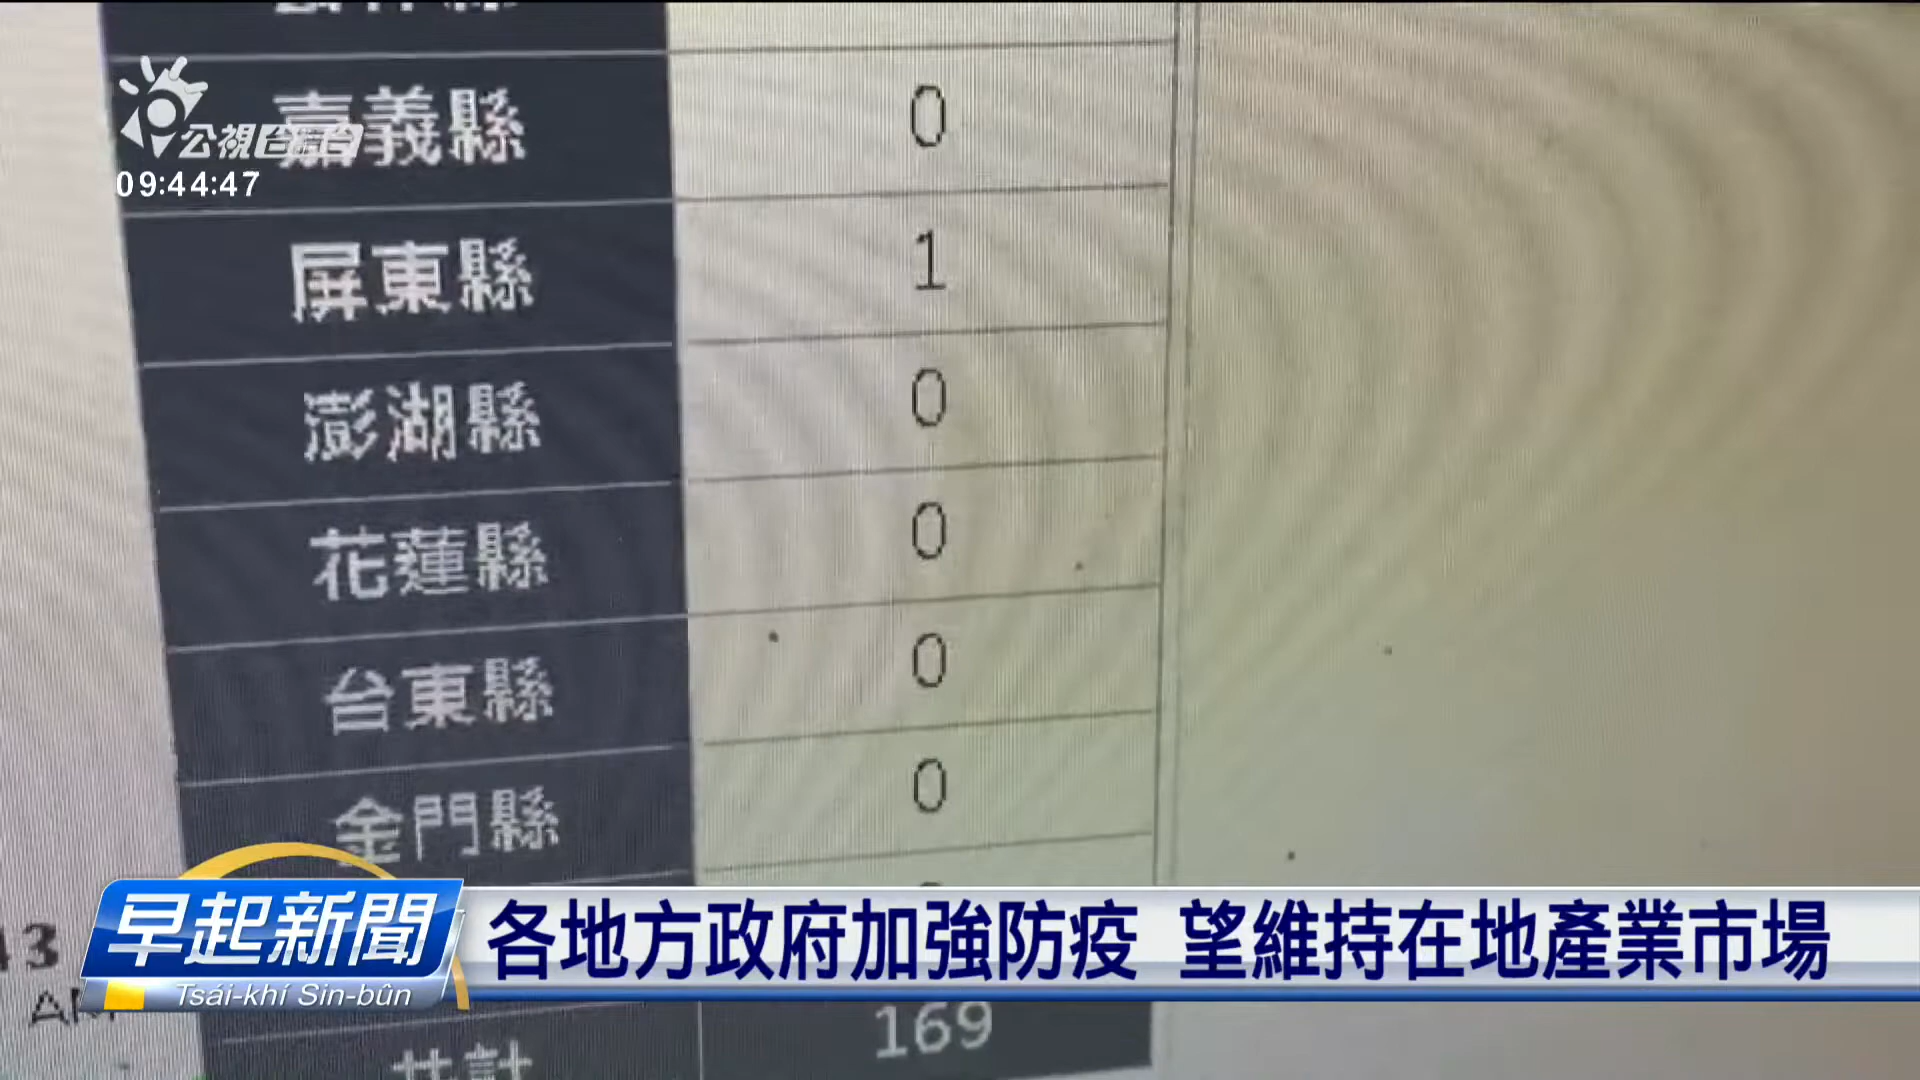 嘉義縣 0
公視台語台
09:44:47
屏東縣 1
澎湖縣 0
花蓮縣 0
台東縣 0
金門縣 0
早起新聞
Tsái-khí Sin-bûn
各地方政府加強防疫 望維持在地產業市場
共計 169